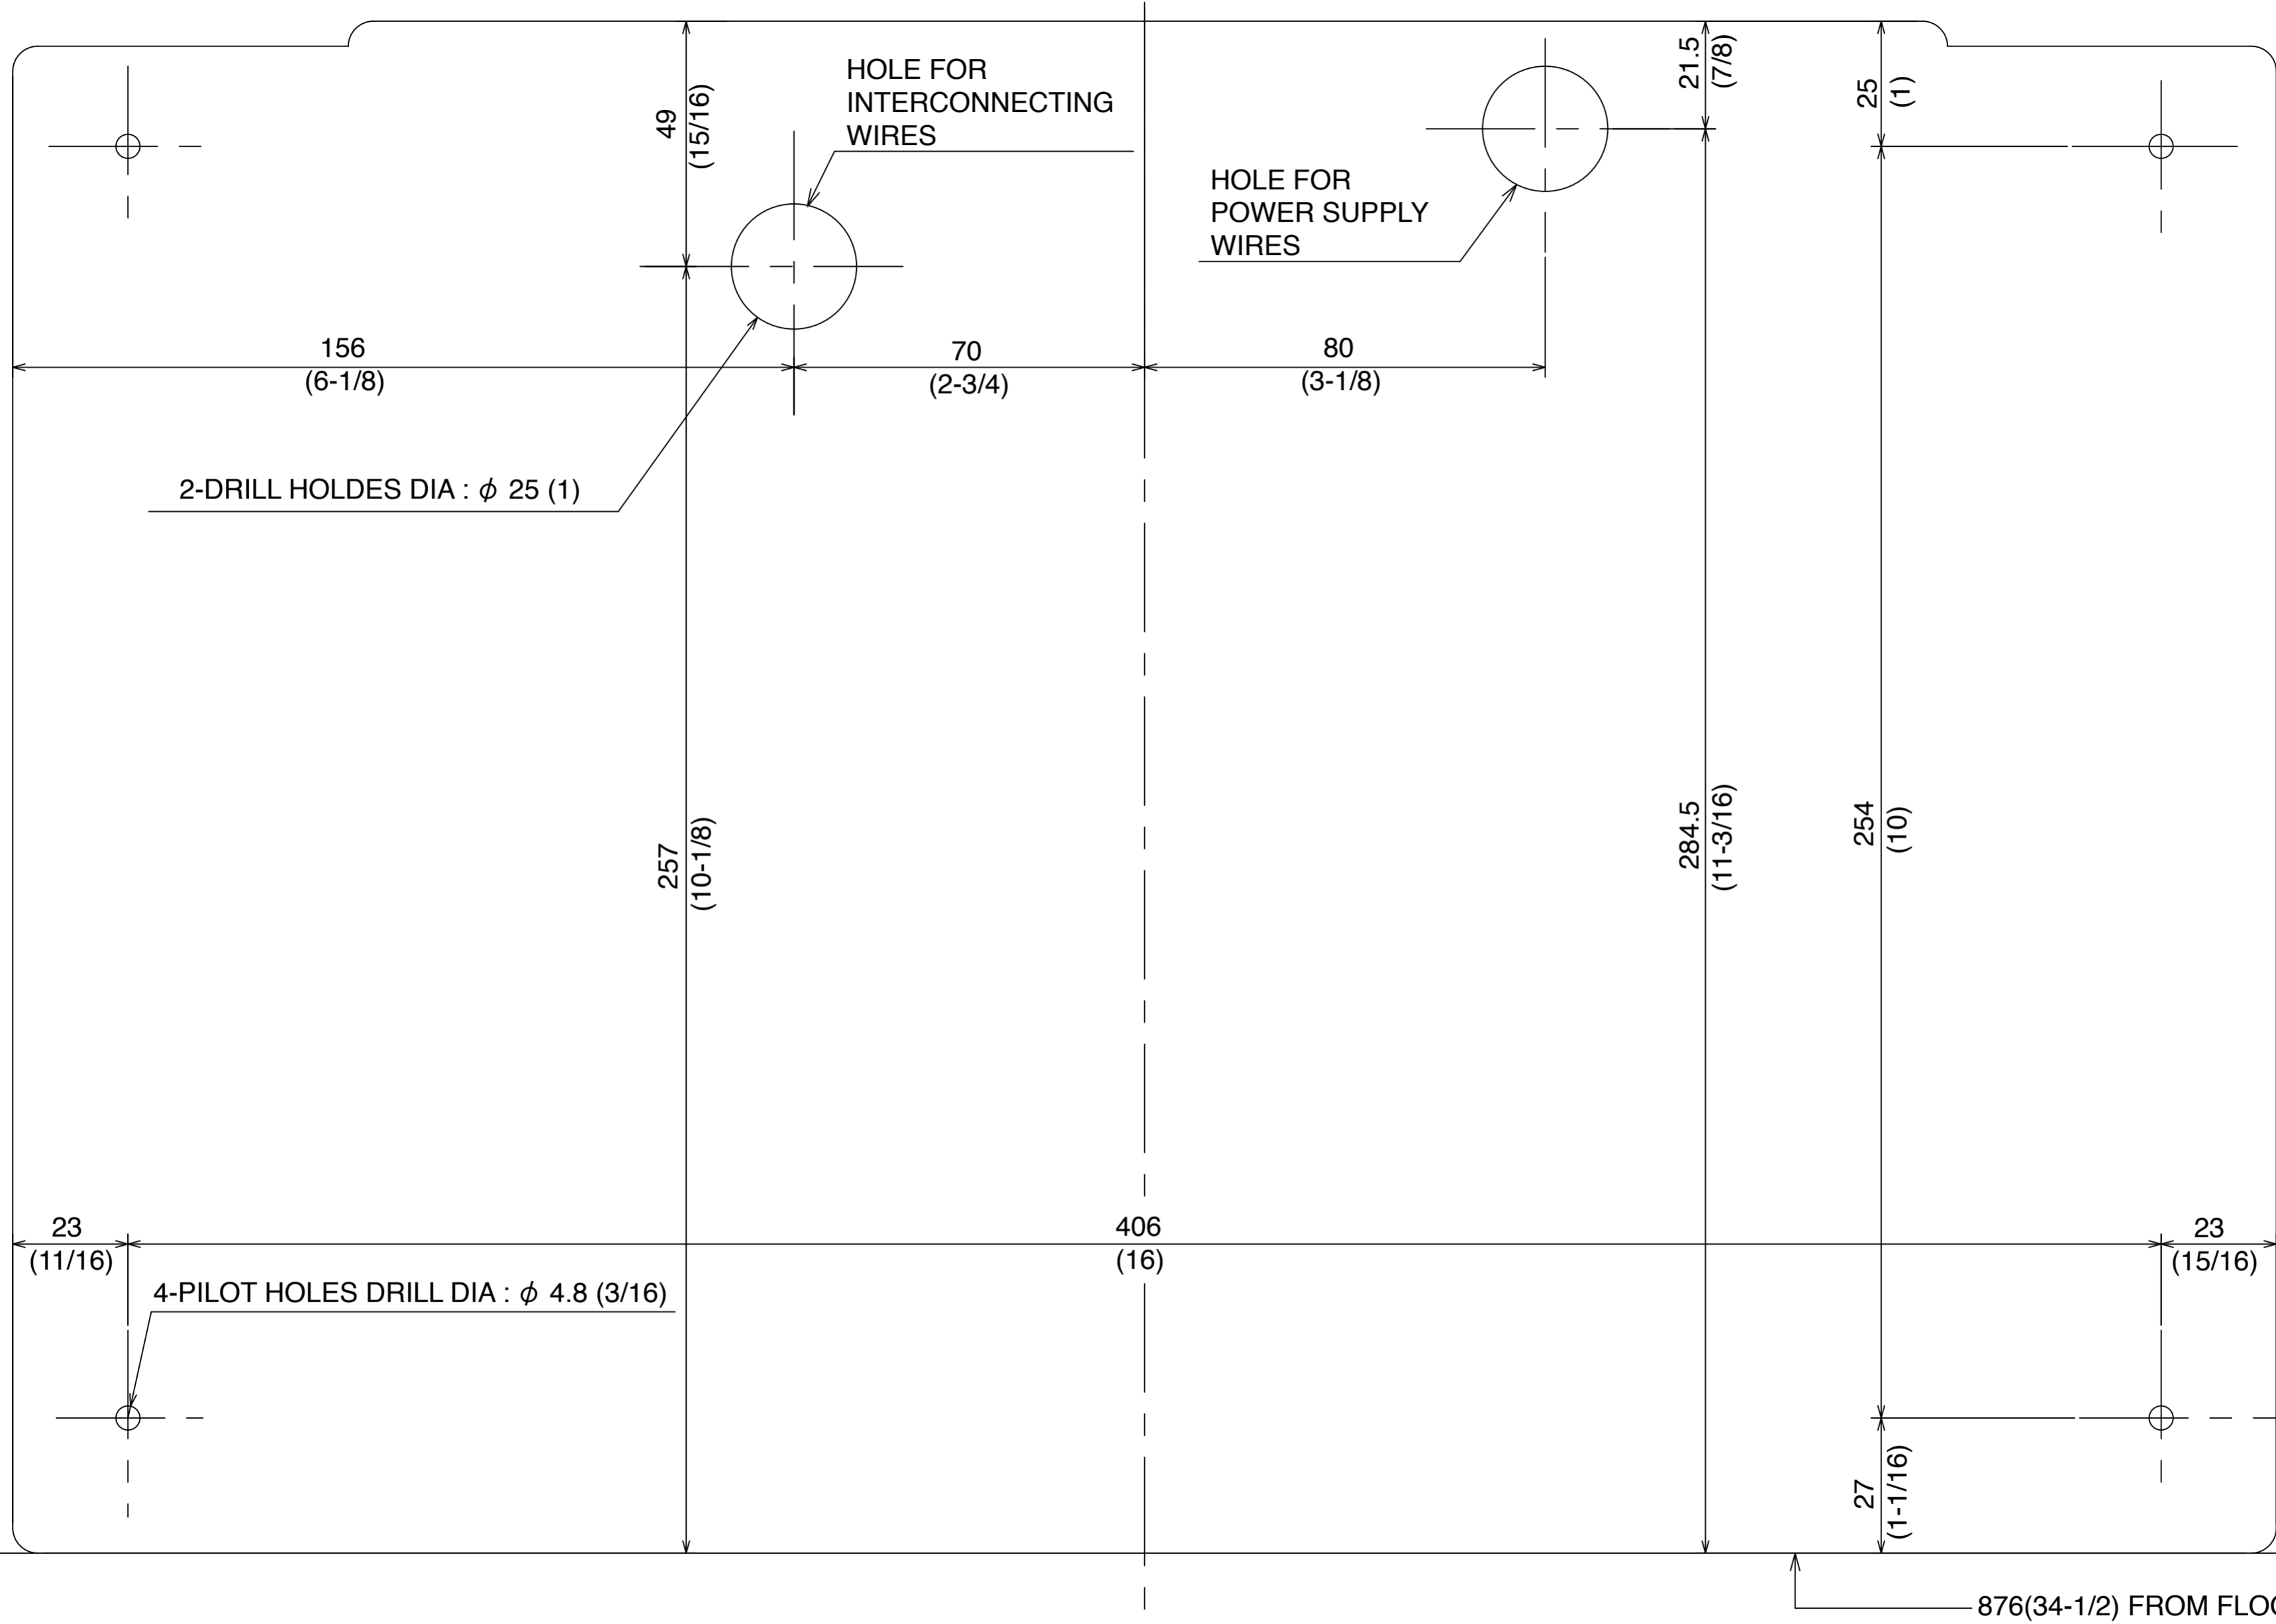 HOLE FOR
INTERCONNECTING
WIRES
49
(15/16)
21.5
(7/8)
25
(1)
HOLE FOR
POWER SUPPLY
WIRES
156
(6-1/8)
70
(2-3/4)
80
(3-1/8)
2-DRILL HOLDES DIA : ϕ 25 (1)
257
(10-1/8)
284.5
(11-3/16)
254
(10)
23
(11/16)
406
(16)
23
(15/16)
4-PILOT HOLES DRILL DIA : ϕ 4.8 (3/16)
27
(1-1/16)
876(34-1/2) FROM FLOO